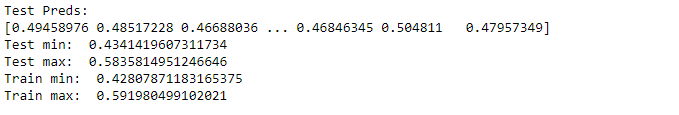 Test Preds:
[0.49458976 0.48517228 0.46688036 ... 0.46846345 0.504811   0.47957349]
Test min:  0.4341419607311734
Test max:  0.5835814951246646
Train min:  0.42807871183165375
Train max:  0.591980499102021